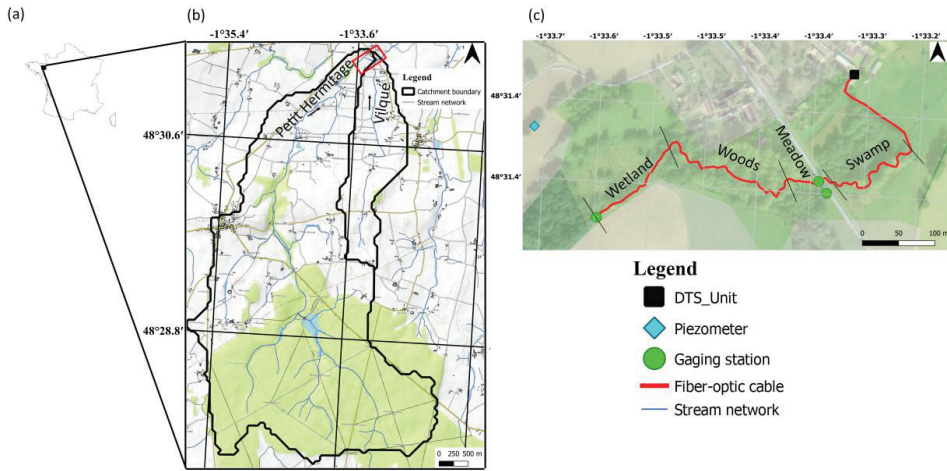 (a)
(b)
(c)
-1°35.4'
-1°33.6'
Petit Hermitage
Vilqué
Legend
Catchment boundary
Stream network
48°30.6'
48°28.8'
0 250 500 m
-1°33.7'
-1°33.6'
-1°33.5'
-1°33.4'
-1°33.4'
-1°33.3'
-1°33.2'
48°31.4'
48°31.4'
Wetland
Woods
Meadow
Swamp
0 50 100 m
Legend
DTS_Unit
Piezometer
Gaging station
Fiber-optic cable
Stream network